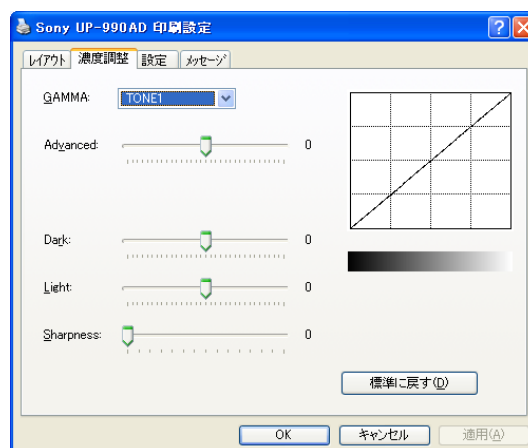 Sony UP-990AD 印刷設定
レイアウト 濃度調整 設定 メッセージ
GAMMA: TONE1
Advanced: 0
Dark: 0
Light: 0
Sharpness: 0
標準に戻す(D)
OK キャンセル 適用(A)